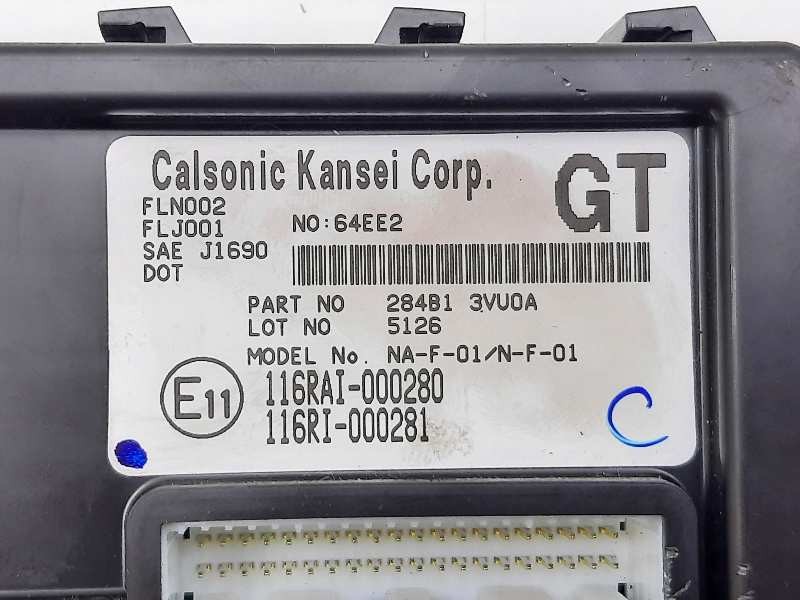 Calsonic Kansei Corp.
GT
FLN002
FLJ001 NO:64EE2
SAE J1690
DOT
PART NO 284B1 3VU0A
LOT NO 5126
MODEL No. NA-F-01/N-F-01
E11 116RAI-000280
116RI-000281
C